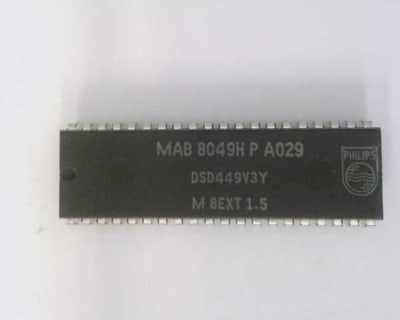 MAB 8049H P A029
PHILIPS
DSD449V3Y
M 8EXT 1.5